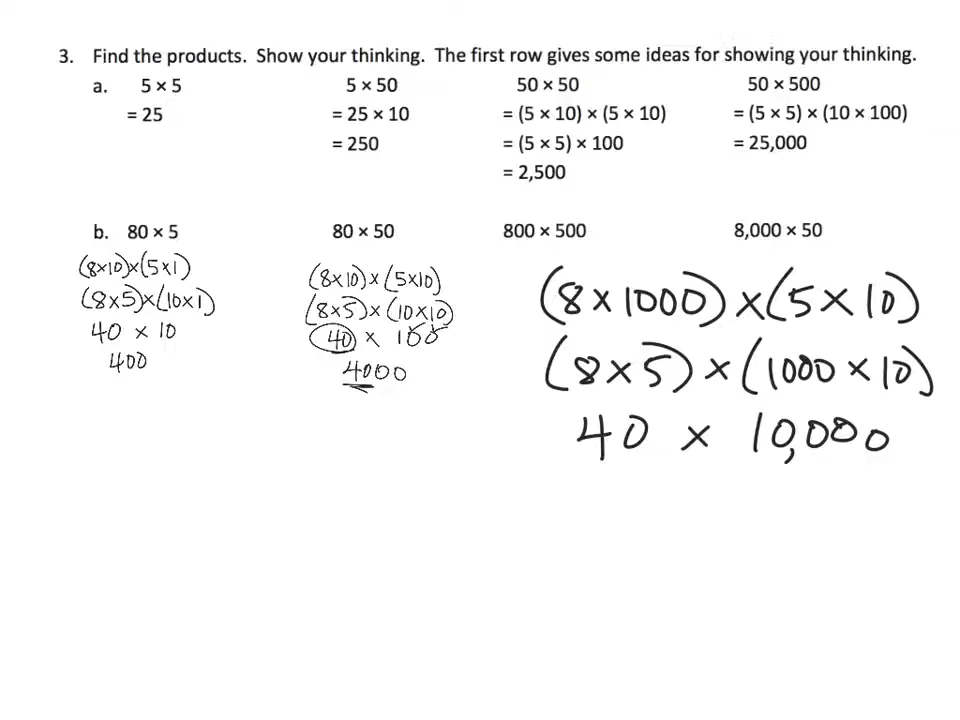 3. Find the products. Show your thinking. The first row gives some ideas for showing your thinking.
a. 5 × 5 5 × 50 50 × 50 50 × 500
= 25 = 25 × 10 = (5 × 10) × (5 × 10) = (5 × 5) × (10 × 100)
= 250 = (5 × 5) × 100 = 25,000
= 2,500
b. 80 × 5 80 × 50 800 × 500 8,000 × 50
(8×10)×(5×1) (8×10)×(5×10) (8×1000)×(5×10)
(8×5)×(10×1) (8×5)×(10×10) (8×5)×(1000×10)
40 × 10 40 × 100 40 × 10,000
400 4000